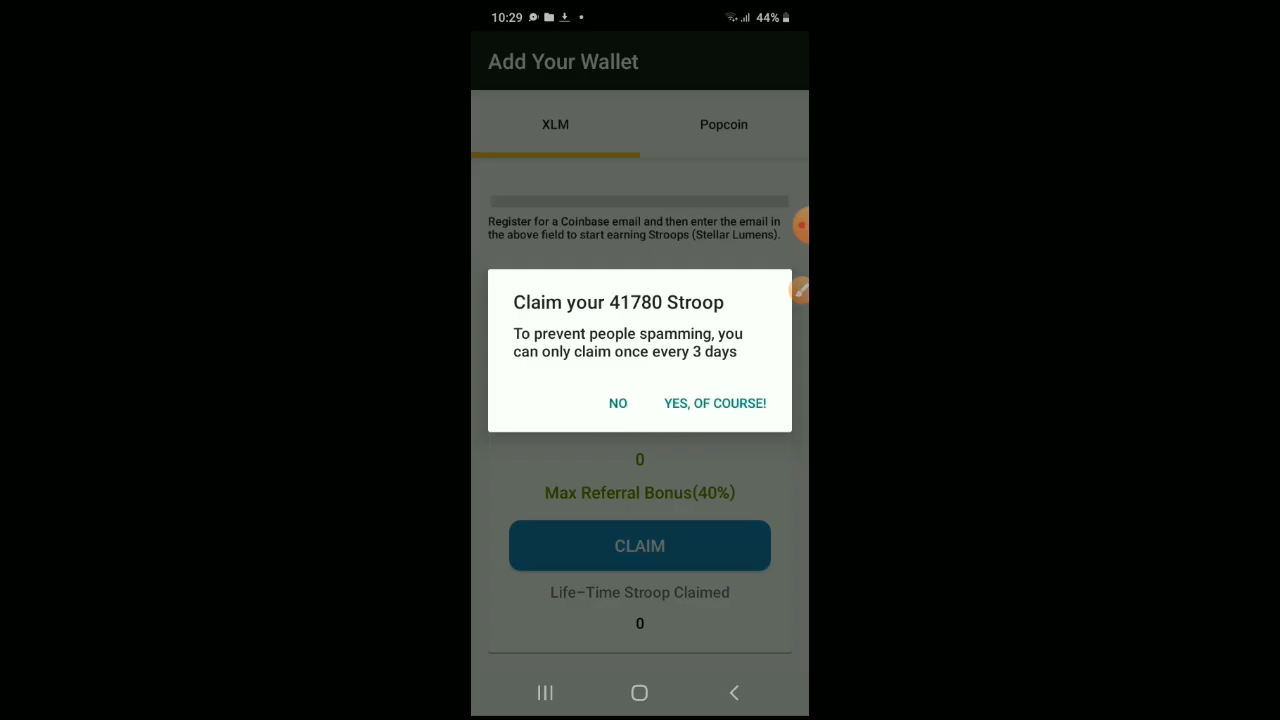 10:29
44%
Add Your Wallet
XLM
Popcoin
Register for a Coinbase email and then enter the email in
the above field to start earning Stroops (Stellar Lumens).
Claim your 41780 Stroop
To prevent people spamming, you
can only claim once every 3 days
NO
YES, OF COURSE!
0
Max Referral Bonus(40%)
CLAIM
Life-Time Stroop Claimed
0